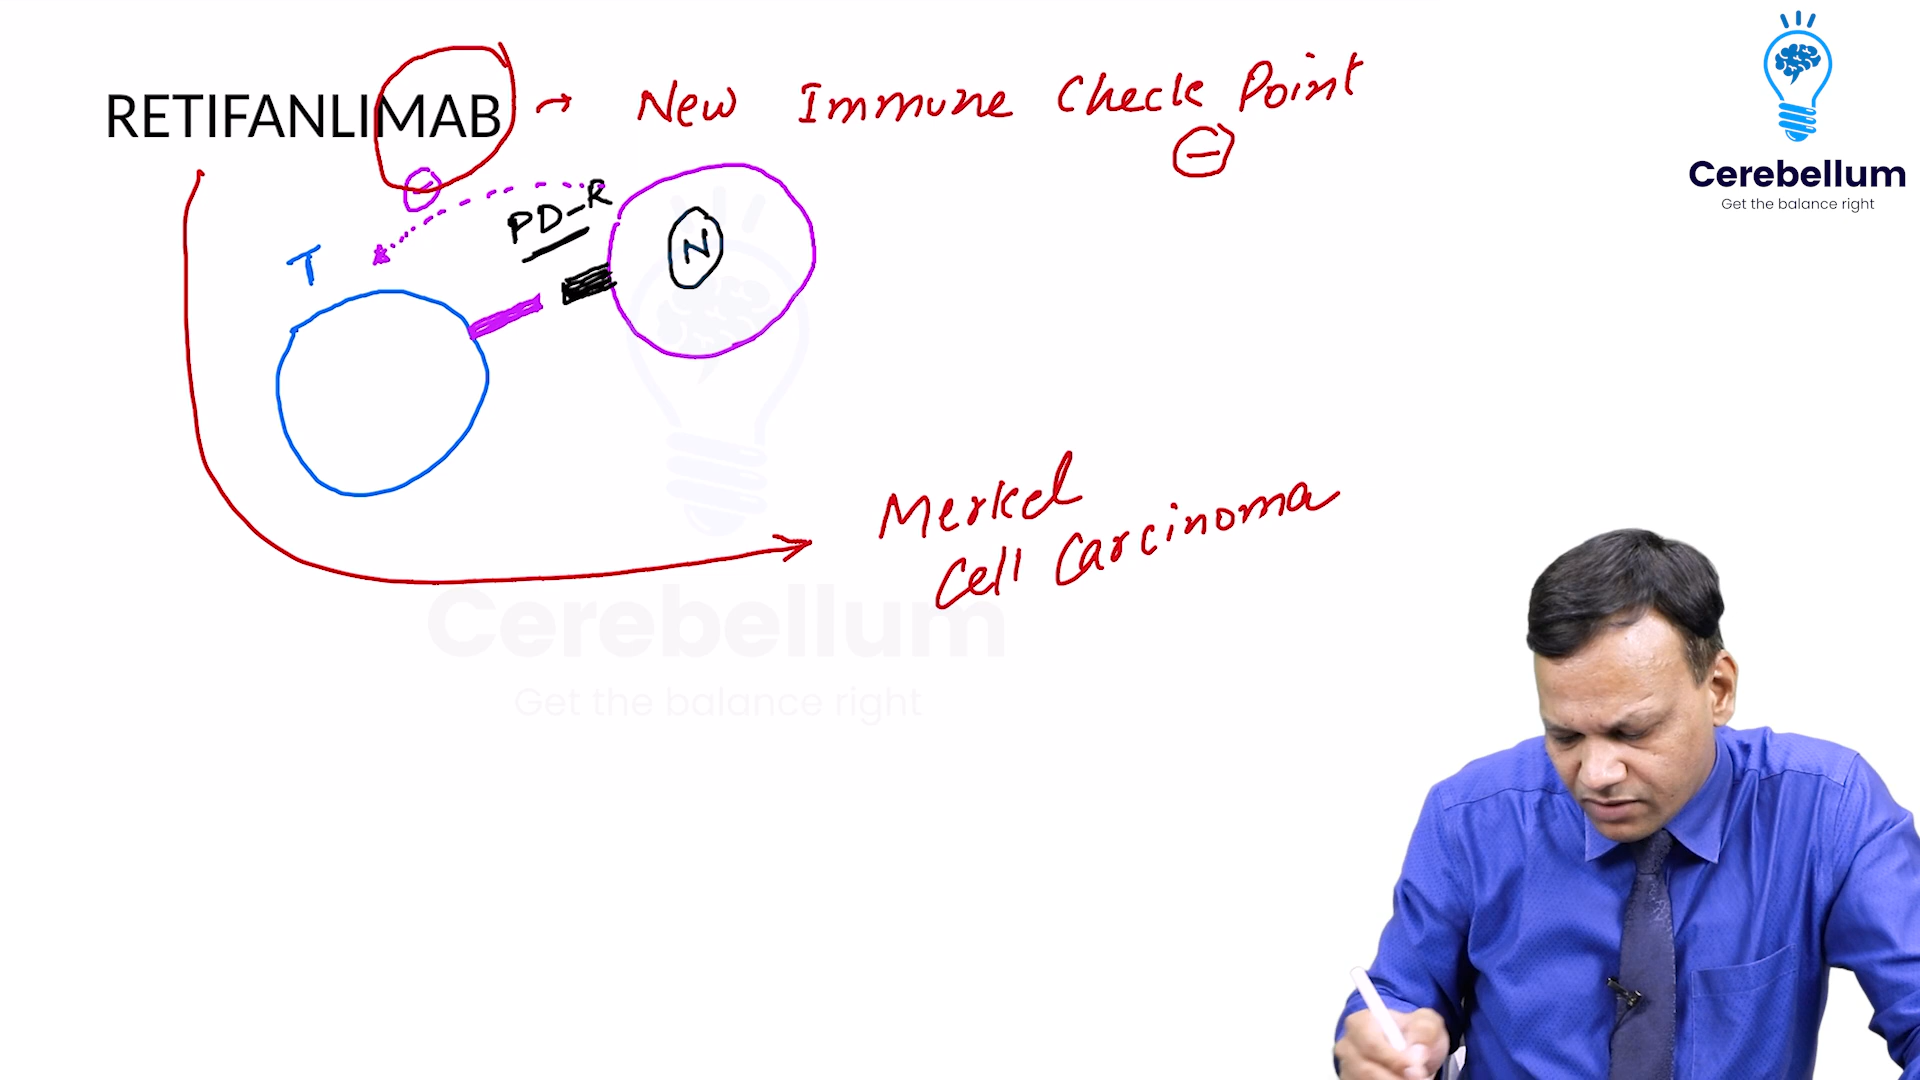 RETIFANLIMAB → New Immune Check Point
Cerebellum
Get the balance right
PD-R
N
T
Merkel
Cell Carcinoma
Cerebellum
Get the balance right